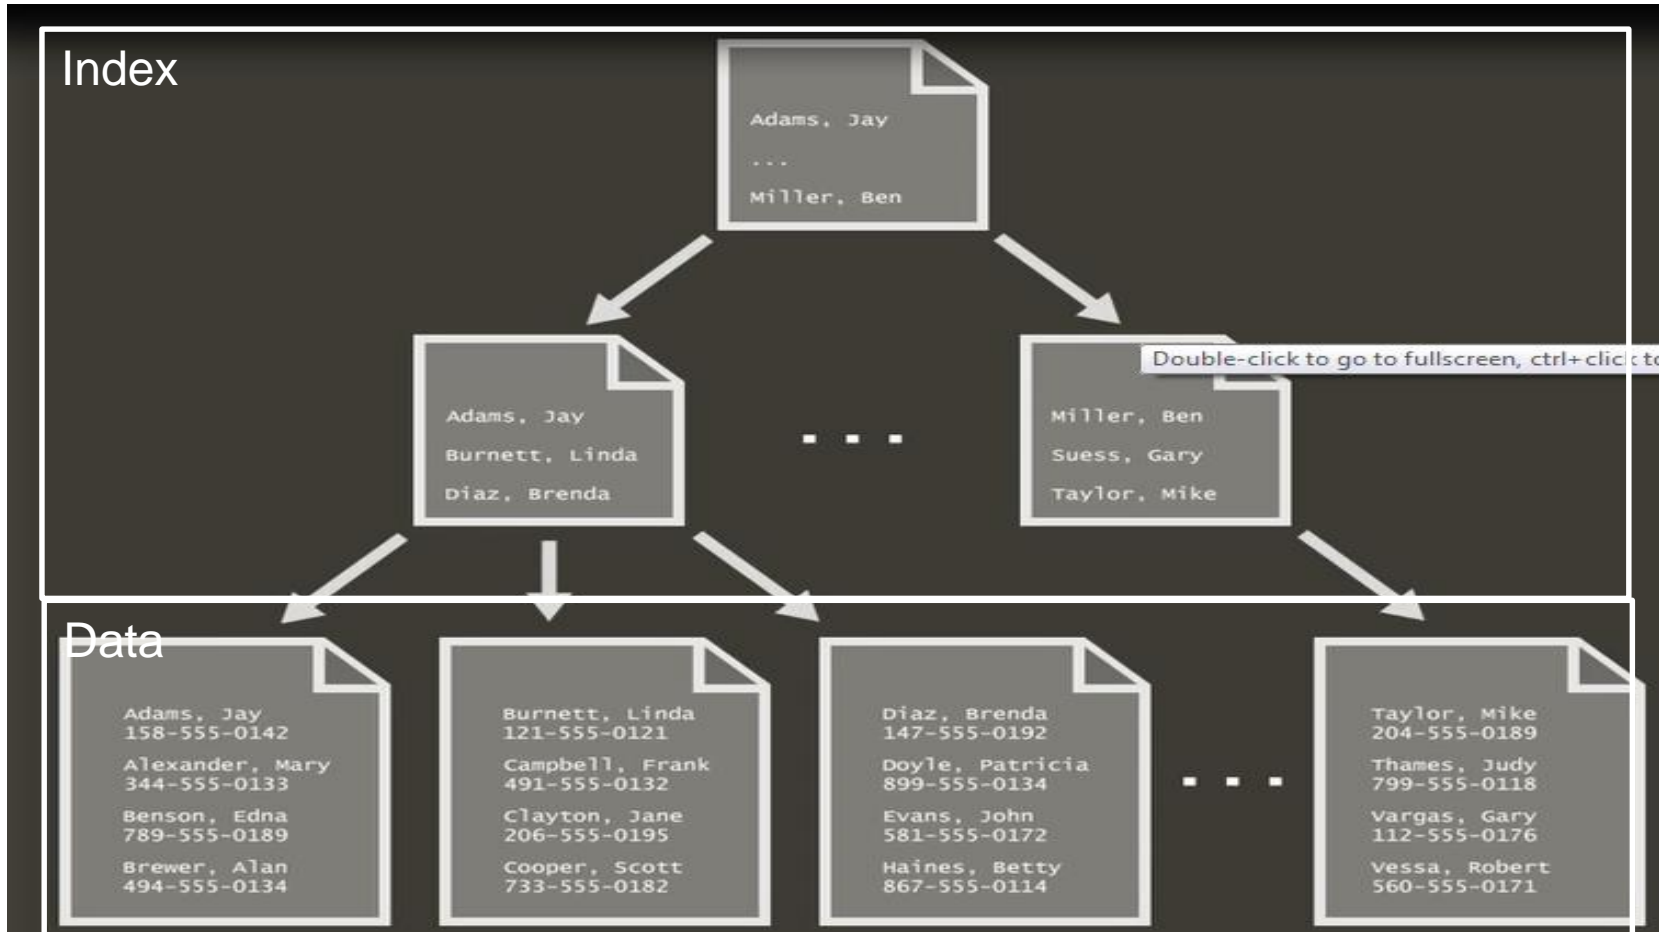 Index
Adams, Jay
...
Miller, Ben
Double-click to go to fullscreen, ctrl+click to
Adams, Jay
Burnett, Linda
Diaz, Brenda
...
Miller, Ben
Suess, Gary
Taylor, Mike
Data
Adams, Jay
158-555-0142
Alexander, Mary
344-555-0133
Benson, Edna
789-555-0189
Brewer, Alan
494-555-0134
Burnett, Linda
121-555-0121
Campbell, Frank
491-555-0132
Clayton, Jane
206-555-0195
Cooper, Scott
733-555-0182
Diaz, Brenda
147-555-0192
Doyle, Patricia
899-555-0134
Evans, John
581-555-0172
Haines, Betty
867-555-0114
...
Taylor, Mike
204-555-0189
Thames, Judy
799-555-0118
Vargas, Gary
112-555-0176
Vessa, Robert
560-555-0171